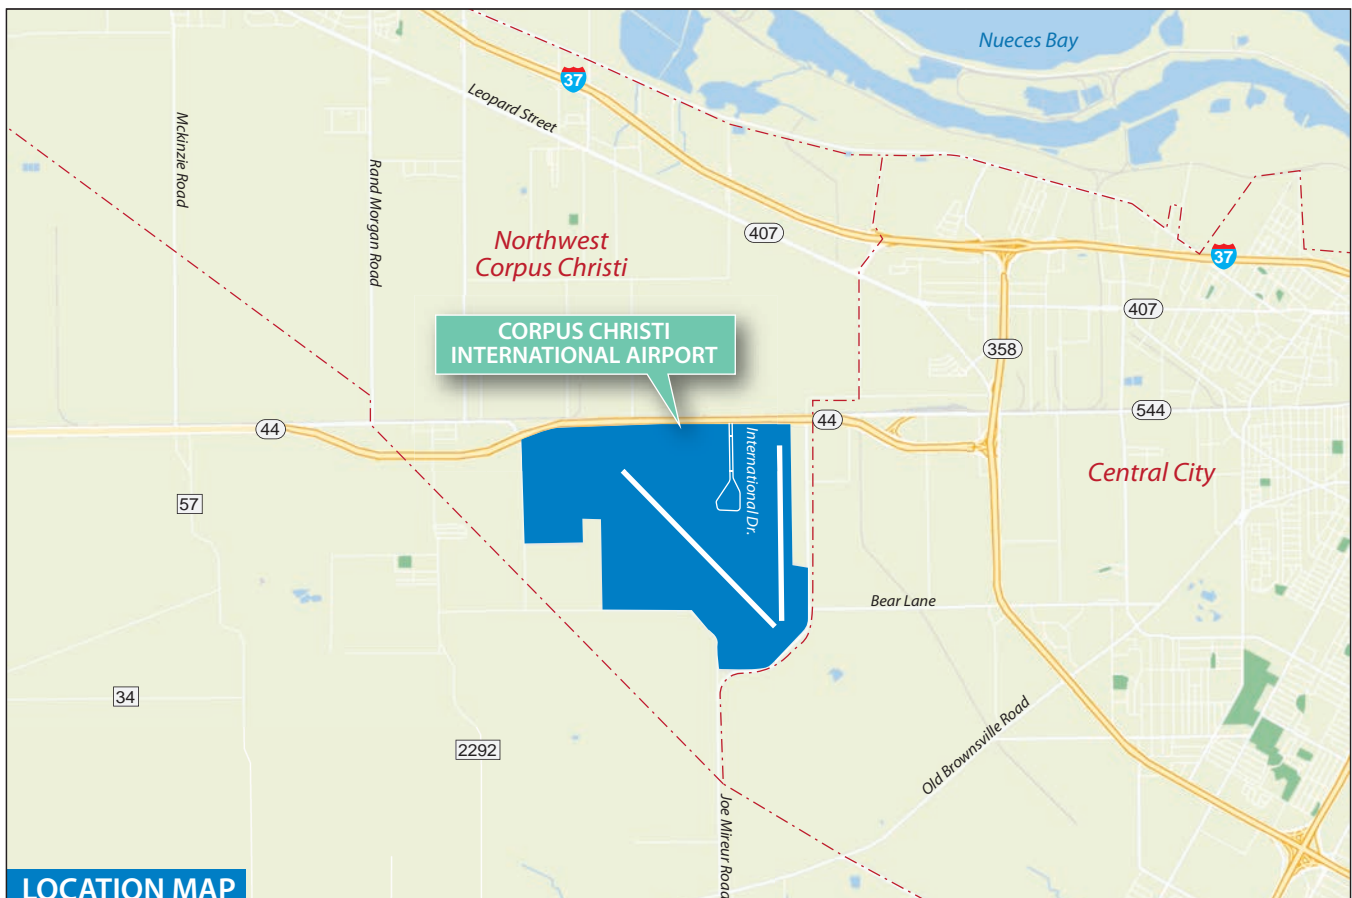 Nueces Bay
37
Leopard Street
Mckinzie Road
Rand Morgan Road
407
Northwest
Corpus Christi
37
407
CORPUS CHRISTI
INTERNATIONAL AIRPORT
358
544
44
44
International Dr.
Central City
57
Bear Lane
34
2292
Old Brownsville Road
Joe Mireur Road
LOCATION MAP